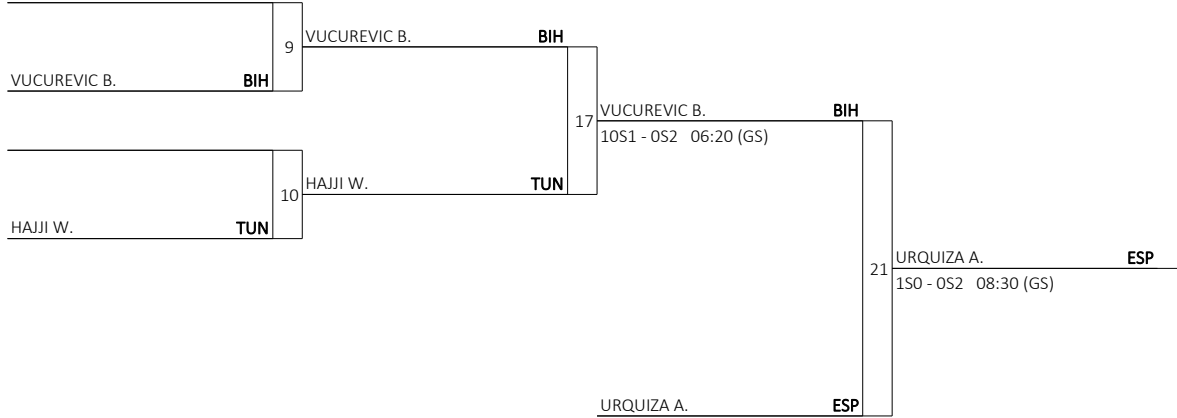 VUCUREVIC B. BIH
9
VUCUREVIC B. BIH
17
VUCUREVIC B. BIH
10S1 - 0S2 06:20 (GS)
10
HAJJI W. TUN
HAJJI W. TUN
21
URQUIZA A. ESP
1S0 - 0S2 08:30 (GS)
URQUIZA A. ESP